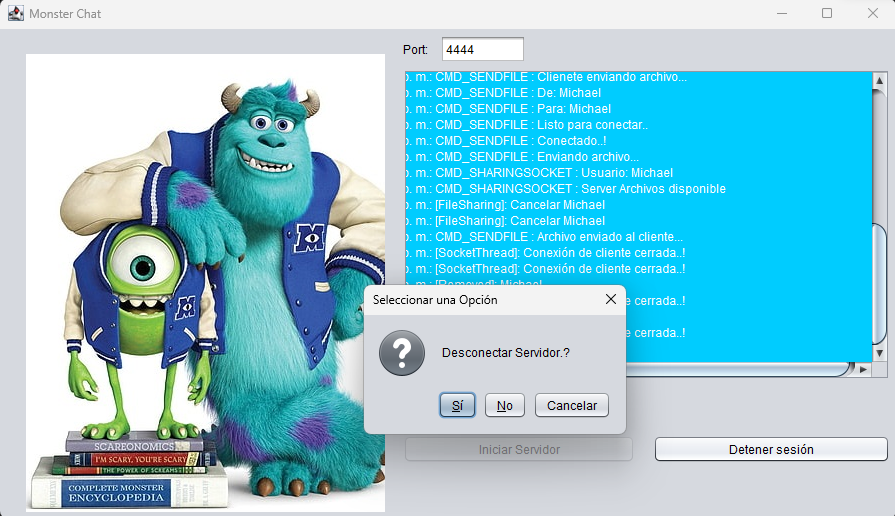 Monster Chat
Port: 4444
. m.: CMD_SENDFILE : Clienete enviando archivo...
. m.: CMD_SENDFILE : De: Michael
. m.: CMD_SENDFILE : Para: Michael
. m.: CMD_SENDFILE : Listo para conectar..
. m.: CMD_SENDFILE : Conectado..!
. m.: CMD_SENDFILE : Enviando archivo...
. m.: CMD_SHARINGSOCKET : Usuario: Michael
. m.: CMD_SHARINGSOCKET : Server Archivos disponible
. m.: [FileSharing]: Cancelar Michael
. m.: [FileSharing]: Cancelar Michael
. m.: CMD_SENDFILE : Archivo enviado al cliente...
. m.: [SocketThread]: Conexión de cliente cerrada..!
. m.: [SocketThread]: Conexión de cliente cerrada..!
. m.: [Removed]: Michael
e cerrada..!
e cerrada..!
Seleccionar una Opción
Desconectar Servidor.?
Sí
No
Cancelar
Iniciar Servidor
Detener sesión
SCAREONOMICS
I'M SCARY, YOU'RE SCARY
THE POWER OF SCREAMS
COMPLETE MONSTER
ENCYCLOPEDIA